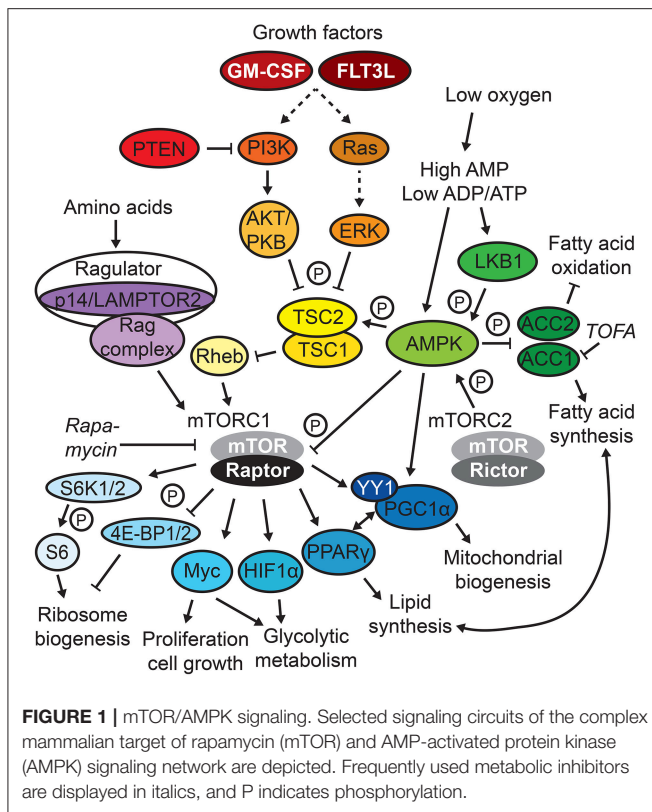 Growth factors
GM-CSF
FLT3L
Low oxygen
PTEN
PI3K
Ras
High AMP
Low ADP/ATP
Amino acids
AKT/
PKB
ERK
LKB1
Fatty acid
oxidation
Ragulator
p14/LAMPTOR2
Rag
complex
P
P
P
P
TSC2
TSC1
Rheb
AMPK
ACC2
ACC1
TOFA
P
mTORC1
mTORC2
Fatty acid
synthesis
Rapa-
mycin
mTOR
Raptor
P
mTOR
Rictor
S6K1/2
P
P
YY1
PGC1α
S6
4E-BP1/2
Myc
HIF1α
PPARγ
Mitochondrial
biogenesis
Ribosome
biogenesis
Proliferation
cell growth
Glycolytic
metabolism
Lipid
synthesis
FIGURE 1 | mTOR/AMPK signaling. Selected signaling circuits of the complex
mammalian target of rapamycin (mTOR) and AMP-activated protein kinase
(AMPK) signaling network are depicted. Frequently used metabolic inhibitors
are displayed in italics, and P indicates phosphorylation.